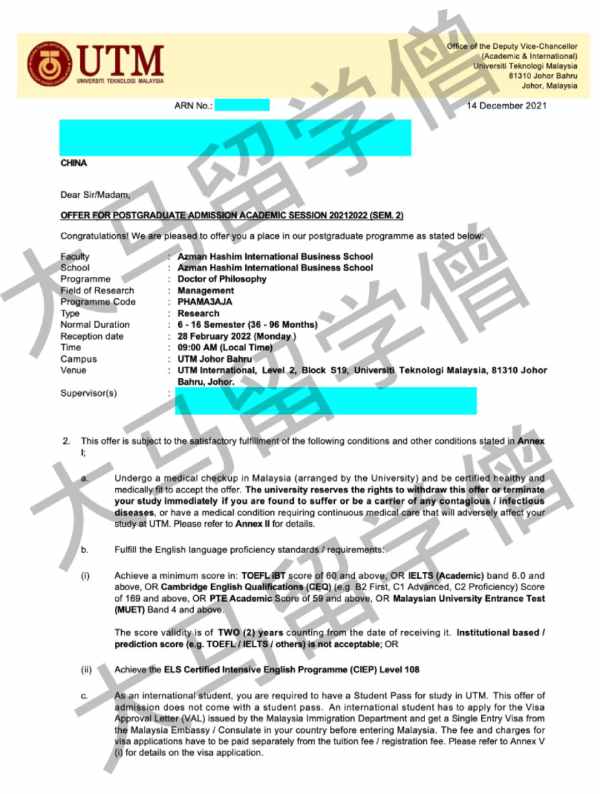 UTM
UNIVERSITI TEKNOLOGI MALAYSIA
Office of the Deputy Vice-Chancellor
(Academic & International)
Universiti Teknologi Malaysia
81310 Johor Bahru
Johor, Malaysia
ARN No.:
14 December 2021
CHINA
Dear Sir/Madam,
OFFER FOR POSTGRADUATE ADMISSION ACADEMIC SESSION 20212022 (SEM. 2)
Congratulations! We are pleased to offer you a place in our postgraduate programme as stated below:
Faculty : Azman Hashim International Business School
School : Azman Hashim International Business School
Programme : Doctor of Philosophy
Field of Research : Management
Programme Code : PHAMA3AJA
Type : Research
Normal Duration : 6 - 16 Semester (36 - 96 Months)
Reception date : 28 February 2022 (Monday )
Time : 09:00 AM (Local Time)
Campus : UTM Johor Bahru
Venue : UTM International, Level 2, Block S19, Universiti Teknologi Malaysia, 81310 Johor
Bahru, Johor.
Supervisor(s) :
2. This offer is subject to the satisfactory fulfillment of the following conditions and other conditions stated in Annex
I;
a. Undergo a medical checkup in Malaysia (arranged by the University) and be certified healthy and
medically fit to accept the offer. The university reserves the rights to withdraw this offer or terminate
your study immediately if you are found to suffer or be a carrier of any contagious / infectious
diseases, or have a medical condition requiring continuous medical care that will adversely affect your
study at UTM. Please refer to Annex II for details.
b. Fulfill the English language proficiency standards / requirements:
(i) Achieve a minimum score in: TOEFL iBT score of 60 and above, OR IELTS (Academic) band 6.0 and
above, OR Cambridge English Qualifications (CEQ) (e.g. B2 First, C1 Advanced, C2 Proficiency) Score
of 169 and above, OR PTE Academic Score of 59 and above, OR Malaysian University Entrance Test
(MUET) Band 4 and above.
The score validity is of TWO (2) years counting from the date of receiving it. Institutional based /
prediction score (e.g. TOEFL / IELTS / others) is not acceptable; OR
(ii) Achieve the ELS Certified Intensive English Programme (CIEP) Level 108
c. As an international student, you are required to have a Student Pass for study in UTM. This offer of
admission does not come with a student pass. An international student has to apply for the Visa
Approval Letter (VAL) issued by the Malaysia Immigration Department and get a Single Entry Visa from
the Malaysia Embassy / Consulate in your country before entering Malaysia. The fee and charges for
visa applications have to be paid separately from the tuition fee / registration fee. Please refer to Annex V
(i) for details on the visa application.
大马留学僧
大马留学僧
大马留学僧